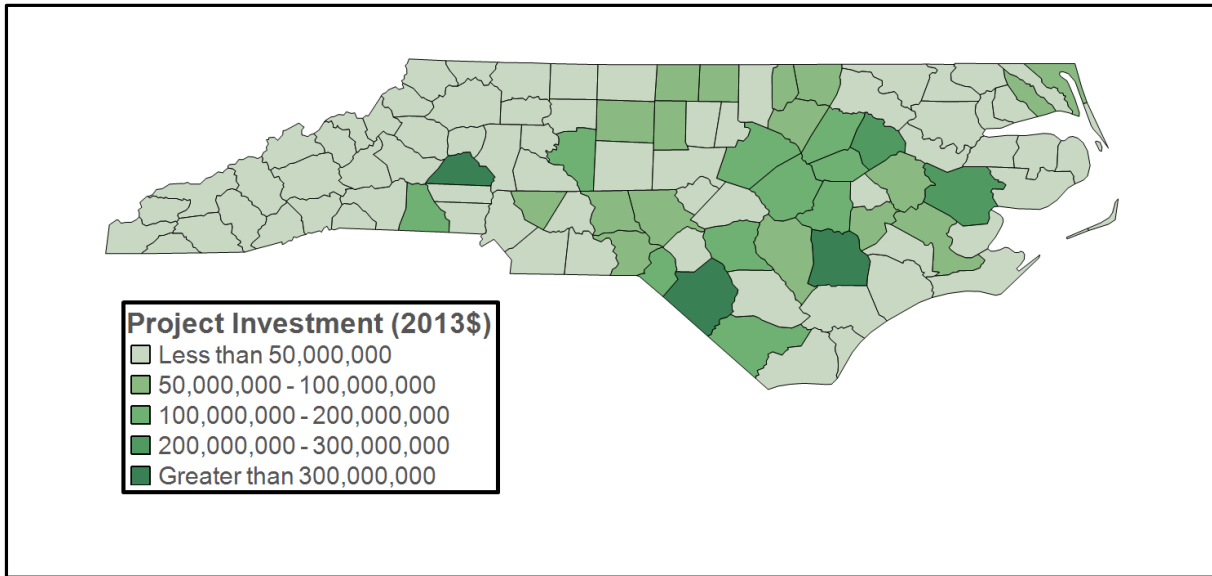 Project Investment (2013$)
Less than 50,000,000
50,000,000 - 100,000,000
100,000,000 - 200,000,000
200,000,000 - 300,000,000
Greater than 300,000,000